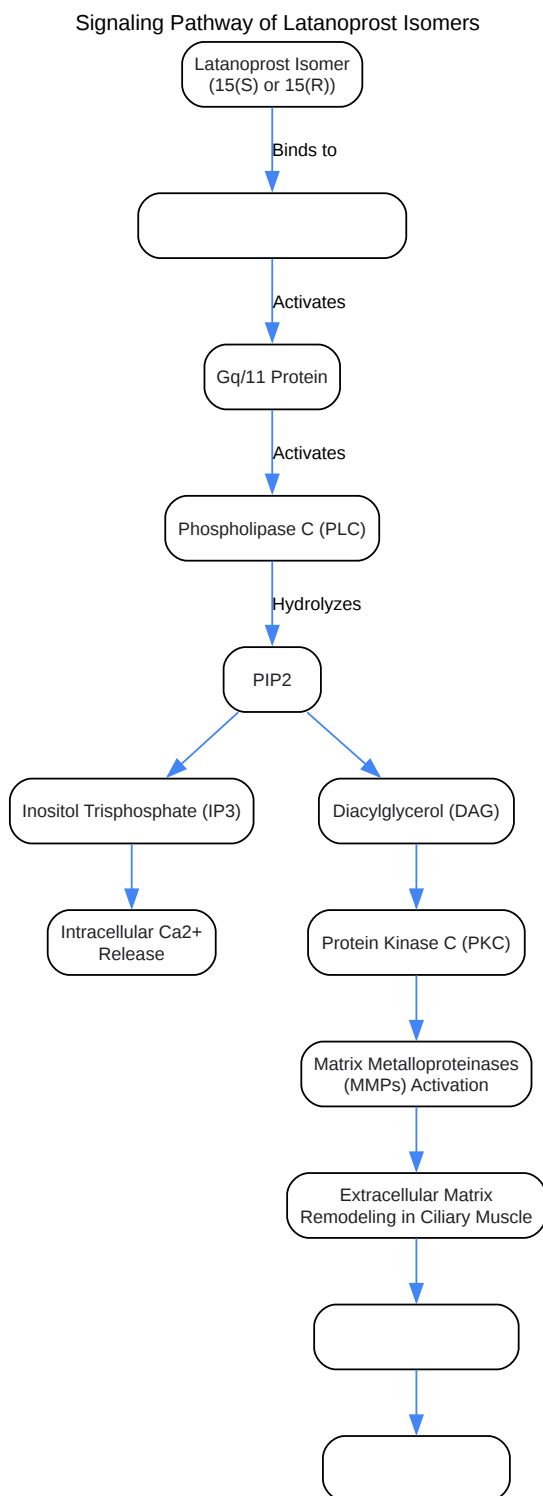 Signaling Pathway of Latanoprost Isomers
Latanoprost Isomer
(15(S) or 15(R))
Binds to
Activates
Gq/11 Protein
Activates
Phospholipase C (PLC)
Hydrolyzes
PIP2
Inositol Trisphosphate (IP3)
Diacylglycerol (DAG)
Intracellular Ca2+
Release
Protein Kinase C (PKC)
Matrix Metalloproteinases
(MMPs) Activation
Extracellular Matrix
Remodeling in Ciliary Muscle